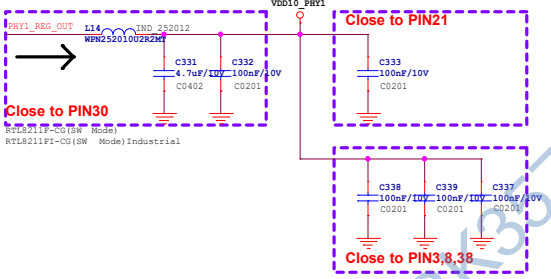 VDD10_PHY1
PHY1_REG_OUT
L14
IND_252012
WPN252010U2R2MT
Close to PIN21
C331
4.7uF/10V
C0402
C332
100nF/10V
C0201
C333
100nF/10V
C0201
Close to PIN30
RTL8211F-CG(SW Mode)
RTL8211FI-CG(SW Mode)Industrial
C338
100nF/10V
C0201
C339
100nF/10V
C0201
C337
100nF/10V
C0201
Close to PIN3,8,38